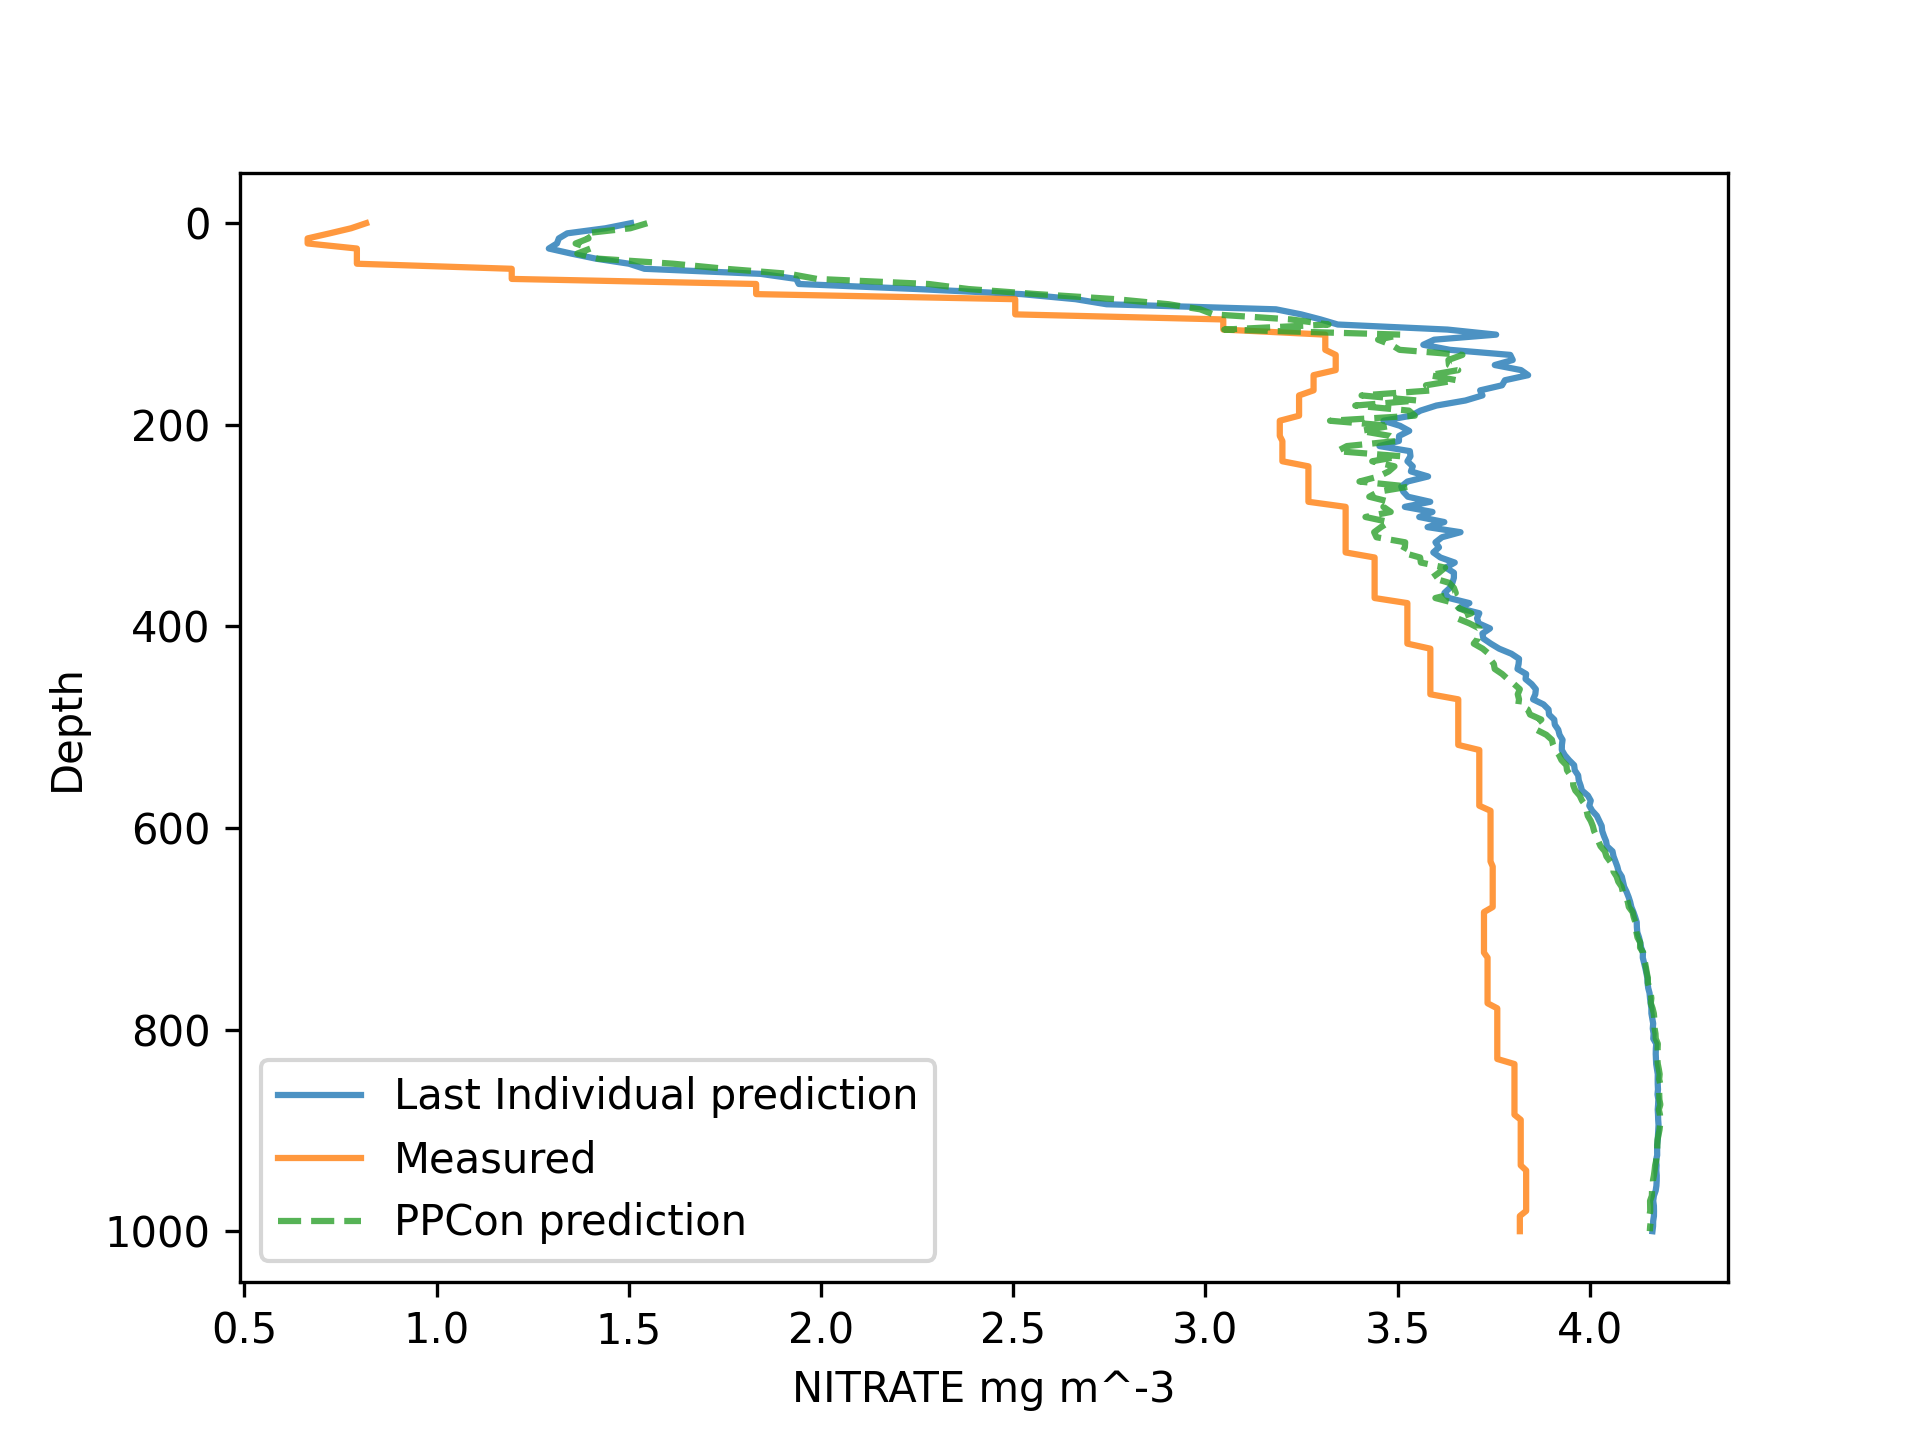 0
200
400
600
800
1000
Depth
Last Individual prediction
Measured
PPCon prediction
0.5 1.0 1.5 2.0 2.5 3.0 3.5 4.0
NITRATE mg m^-3